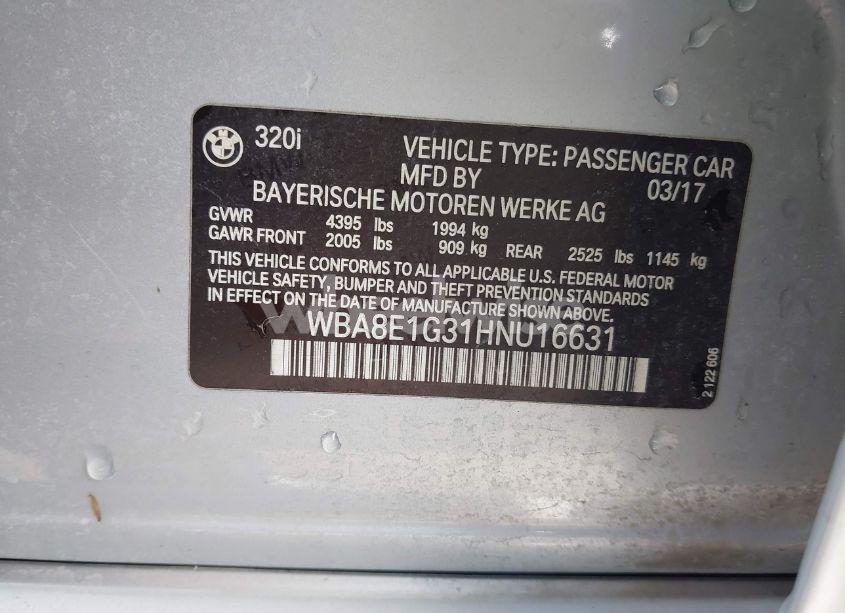 320i VEHICLE TYPE: PASSENGER CAR
MFD BY 03/17
BAYERISCHE MOTOREN WERKE AG
GVWR 4395 lbs 1994 kg
GAWR FRONT 2005 lbs 909 kg REAR 2525 lbs 1145 kg
THIS VEHICLE CONFORMS TO ALL APPLICABLE U.S. FEDERAL MOTOR
VEHICLE SAFETY, BUMPER AND THEFT PREVENTION STANDARDS
IN EFFECT ON THE DATE OF MANUFACTURE SHOWN ABOVE.
WBA8E1G31HNU16631
2 122 606